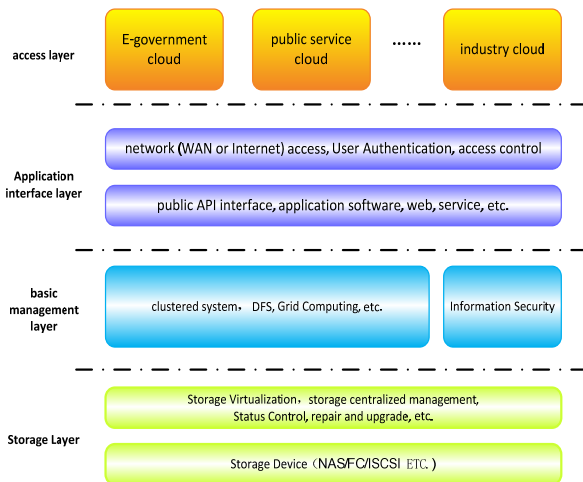 access layer
E-government
cloud
public service
cloud
......
industry cloud
Application
interface layer
network (WAN or Internet) access, User Authentication, access control
public API interface, application software, web, service, etc.
basic
management
layer
clustered system， DFS, Grid Computing, etc.
Information Security
Storage Layer
Storage Virtualization，storage centralized management,
Status Control, repair and upgrade, etc.
Storage Device（NAS/FC/ISCSI ETC.）